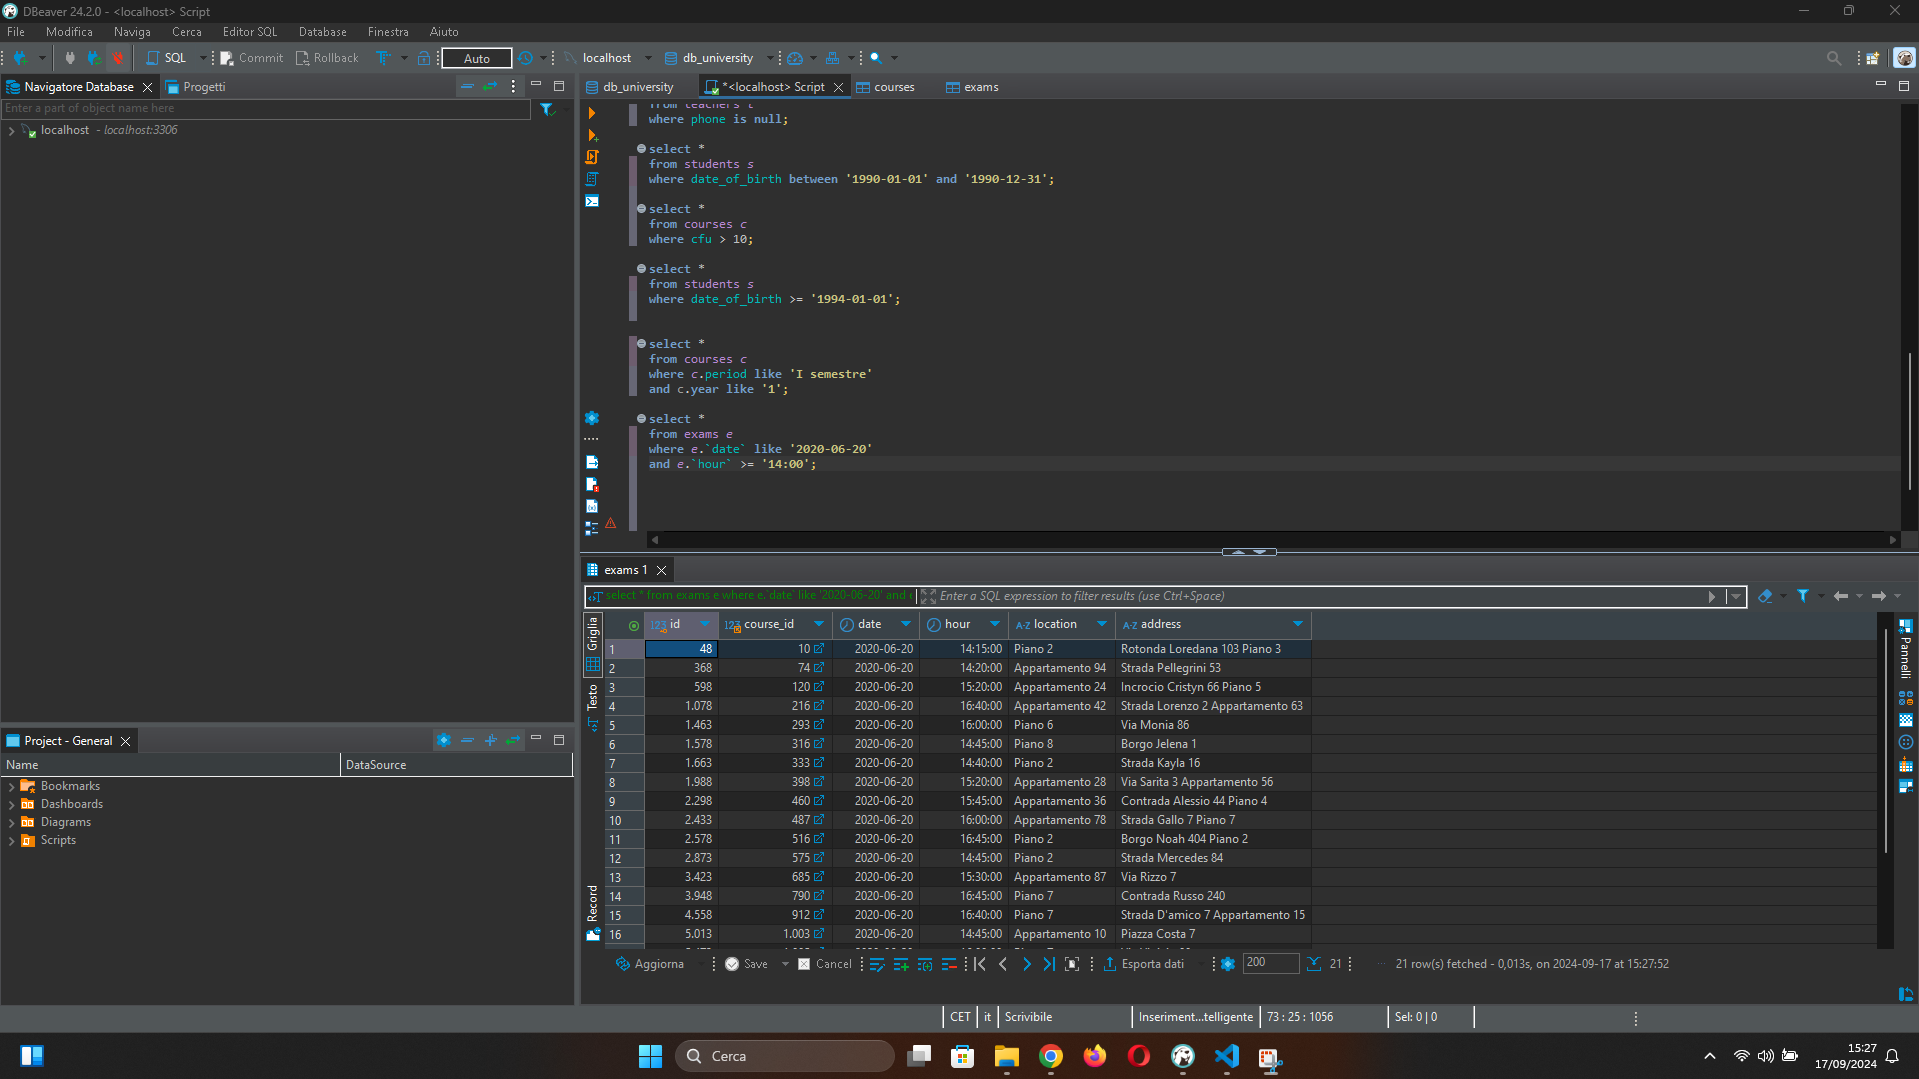 DBeaver 24.2.0 - <localhost> Script
File Modifica Naviga Cerca Editor SQL Database Finestra Aiuto
SQL Commit Rollback Auto localhost db_university
Navigatore Database Progetti
Enter a part of object name here
localhost - localhost:3306
db_university *<localhost> Script courses exams
from teachers t
where phone is null;
select *
from students s
where date_of_birth between '1990-01-01' and '1990-12-31';
select *
from courses c
where cfu > 10;
select *
from students s
where date_of_birth >= '1994-01-01';
select *
from courses c
where c.period like 'I semestre'
and c.year like '1';
select *
from exams e
where e.`date` like '2020-06-20'
and e.`hour` >= '14:00';
exams 1
select * from exams e where e.`date` like '2020-06-20' and e Enter a SQL expression to filter results (use Ctrl+Space)
Griglia
Testo
Record
Pannelli
123 id 123 course_id date hour A-Z location A-Z address
1 48 10 2020-06-20 14:15:00 Piano 2 Rotonda Loredana 103 Piano 3
2 368 74 2020-06-20 14:20:00 Appartamento 94 Strada Pellegrini 53
3 598 120 2020-06-20 15:20:00 Appartamento 24 Incrocio Cristyn 66 Piano 5
4 1.078 216 2020-06-20 16:40:00 Appartamento 42 Strada Lorenzo 2 Appartamento 63
5 1.463 293 2020-06-20 16:00:00 Piano 6 Via Monia 86
6 1.578 316 2020-06-20 14:45:00 Piano 8 Borgo Jelena 1
7 1.663 333 2020-06-20 14:40:00 Piano 2 Strada Kayla 16
8 1.988 398 2020-06-20 15:20:00 Appartamento 28 Via Sarita 3 Appartamento 56
9 2.298 460 2020-06-20 15:45:00 Appartamento 36 Contrada Alessio 44 Piano 4
10 2.433 487 2020-06-20 16:00:00 Appartamento 78 Strada Gallo 7 Piano 7
11 2.578 516 2020-06-20 16:45:00 Piano 2 Borgo Noah 404 Piano 2
12 2.873 575 2020-06-20 14:45:00 Piano 2 Strada Mercedes 84
13 3.423 685 2020-06-20 15:30:00 Appartamento 87 Via Rizzo 7
14 3.948 790 2020-06-20 16:45:00 Piano 7 Contrada Russo 240
15 4.558 912 2020-06-20 16:40:00 Piano 7 Strada D'amico 7 Appartamento 15
16 5.013 1.003 2020-06-20 14:45:00 Appartamento 10 Piazza Costa 7
Aggiorna Save Cancel Esporta dati 200 21 21 row(s) fetched - 0,013s, on 2024-09-17 at 15:27:52
Project - General
Name DataSource
Bookmarks
Dashboards
Diagrams
Scripts
CET it Scrivibile Inseriment...telligente 73 : 25 : 1056 Sel: 0 | 0
Cerca
15:27
17/09/2024